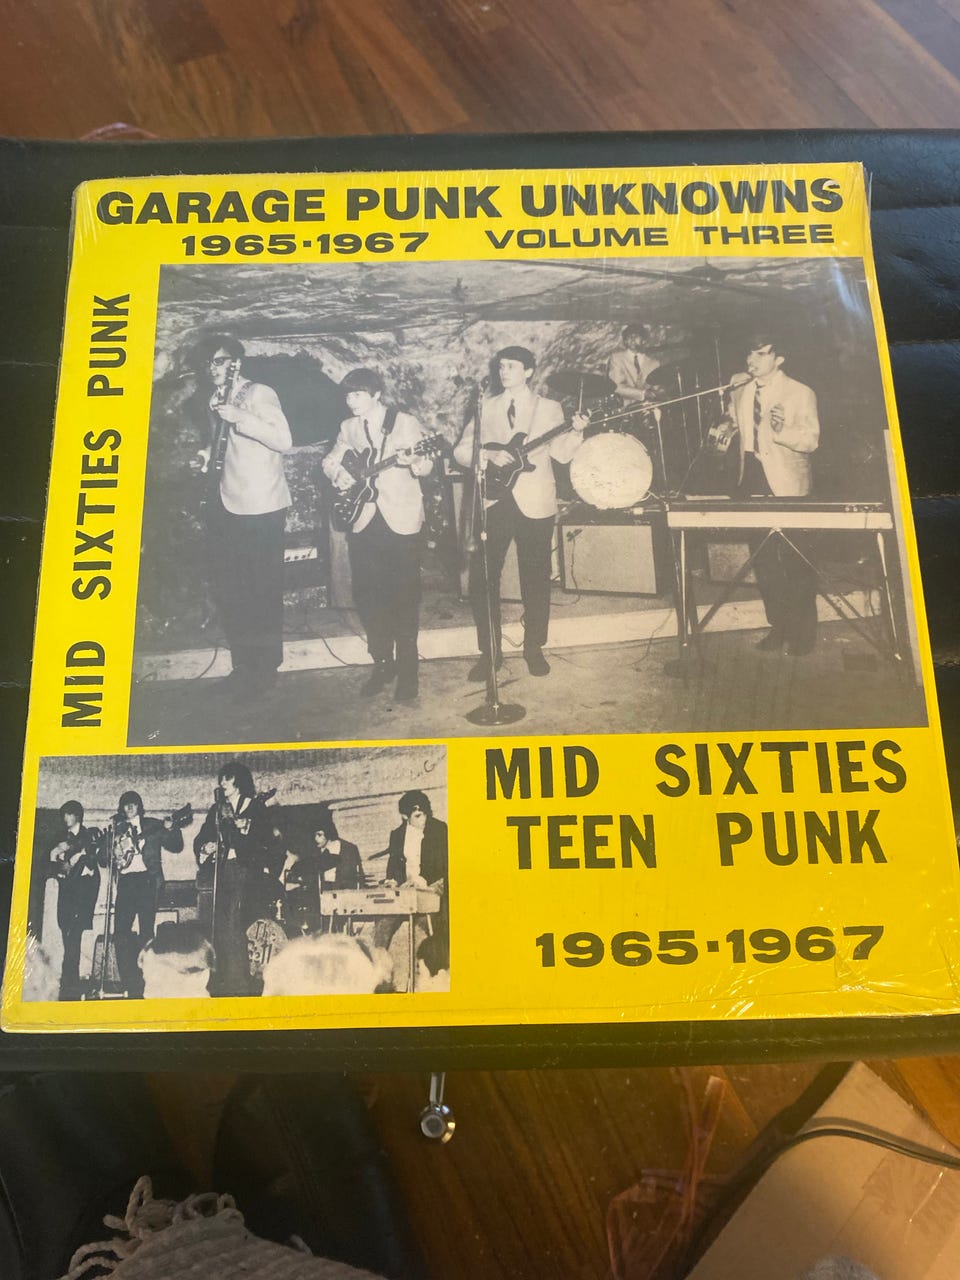 GARAGE PUNK UNKNOWNS
1965·1967 VOLUME THREE
MID SIXTIES PUNK
MID SIXTIES
TEEN PUNK
1965·1967